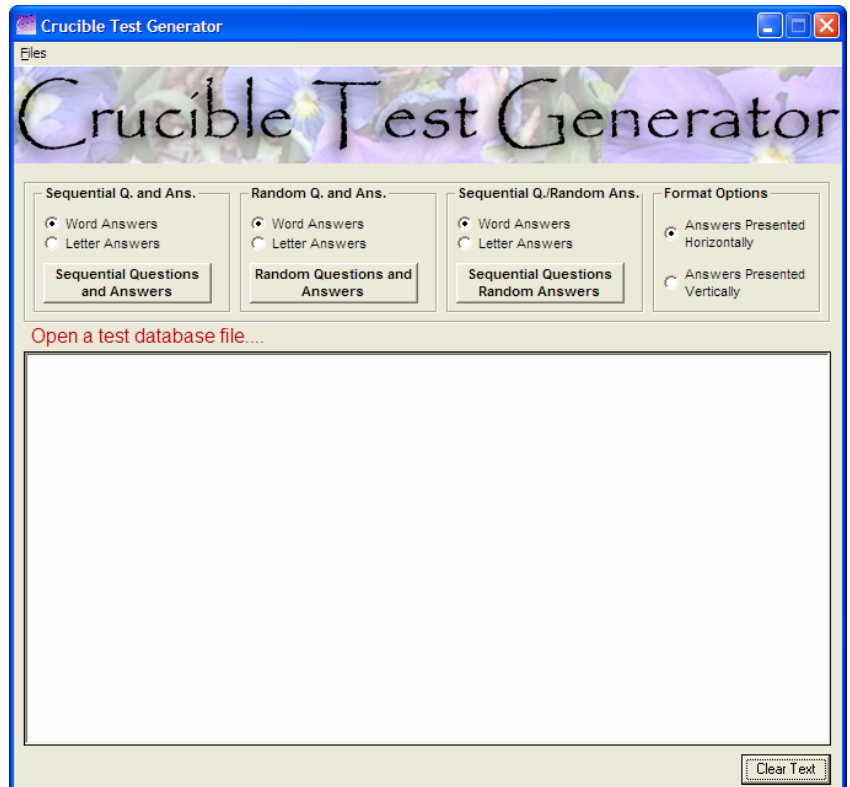 Crucible Test Generator
Files
Crucible Test Generator
Sequential Q. and Ans.
Word Answers
Letter Answers
Sequential Questions
and Answers
Random Q. and Ans.
Word Answers
Letter Answers
Random Questions and
Answers
Sequential Q./Random Ans.
Word Answers
Letter Answers
Sequential Questions
Random Answers
Format Options
Answers Presented
Horizontally
Answers Presented
Vertically
Open a test database file....
Clear Text